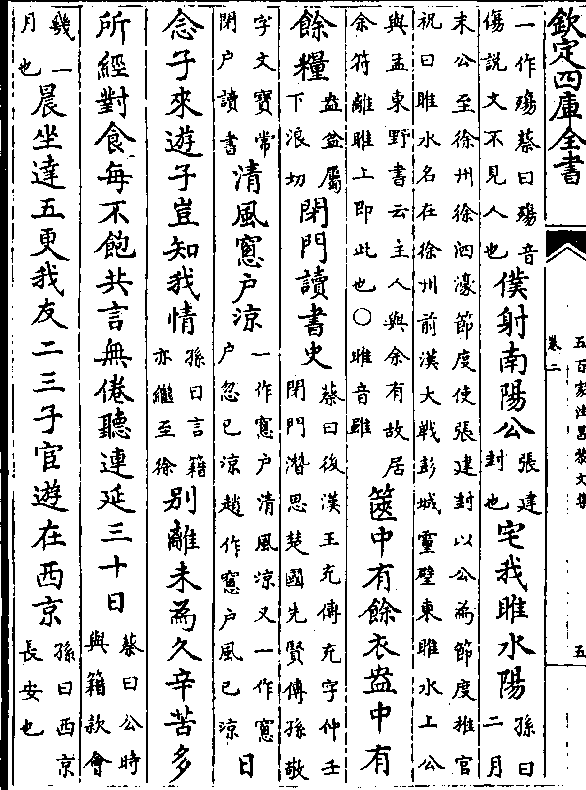 欽定四庫全書
五百家注昌黎文集
卷二
五
一作殤蔡曰殤音
傷説文不見人也
僕射南陽公
張建
封也
宅我睢水陽
孫曰
二月
末公至徐州徐泗濠節度使張建封以公為節度推官
祝曰睢水名在徐州前漢大戰彭城靈壁東睢水上公
與孟東野書云主人與余有故居
余符離睢上即此也○睢音雖
篋中有餘衣盎中有
餘糧
盎盆屬
下浪切
閉門讀書史
蔡曰後漢王充傳充字仲壬
閉門潛思楚國先賢傳孫敬
字文寶常
閉户讀書
清風窓户涼
一作窓户清風涼又一作窓
户忽已涼趙作窓户風已涼
日
念子來遊子豈知我情
孫曰言籍
亦繼至徐
別離未為久辛苦多
所經對食每不飽共言無倦聽連延三十日
蔡曰公時
與籍款會
幾一
月也
晨坐達五更我友二三子宦遊在西京
孫曰西京
長安也